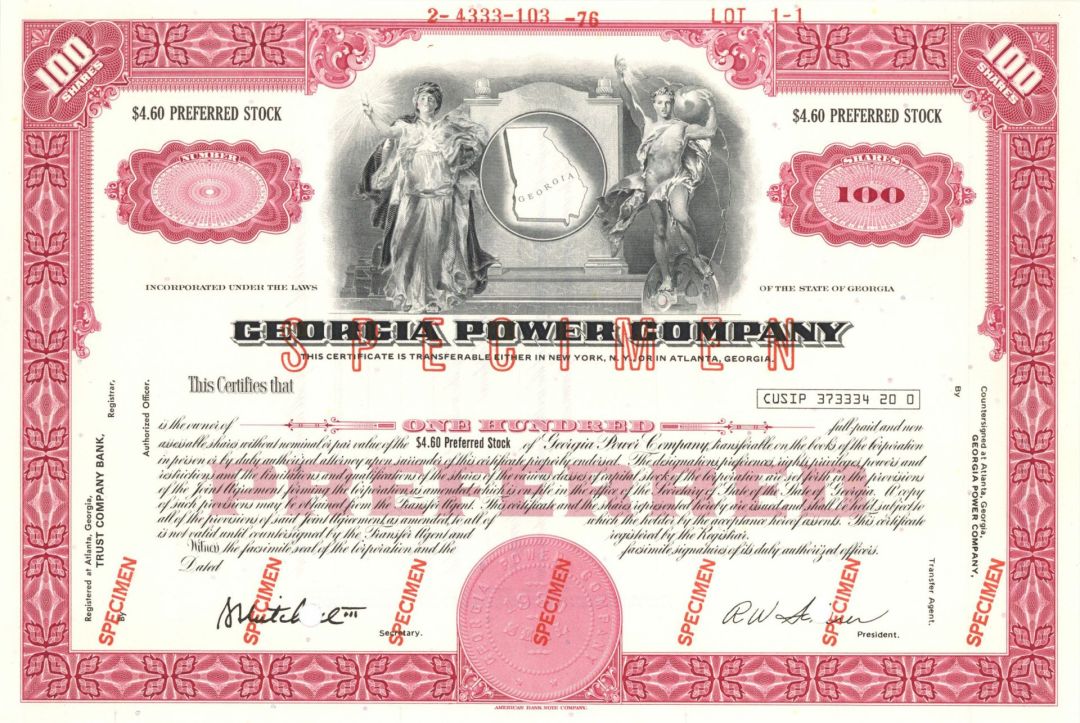 2-4333-103 -76 LOT 1-1
100 SHARES
100 SHARES
$4.60 PREFERRED STOCK
$4.60 PREFERRED STOCK
NUMBER
SHARES
100
GEORGIA
INCORPORATED UNDER THE LAWS OF THE STATE OF GEORGIA
GEORGIA POWER COMPANY
SPECIMEN
THIS CERTIFICATE IS TRANSFERABLE EITHER IN NEW YORK, N. Y., OR IN ATLANTA, GEORGIA.
This Certifies that
CUSIP 373334 20 0
is the owner of ONE HUNDRED full paid and non
assessable shares without nominal or par value of the $4.60 Preferred Stock of Georgia Power Company, transferable on the books of the Corporation
in person or by duly authorized attorney upon surrender of this certificate properly endorsed. The designations, preferences, rights, privileges, powers and
restrictions and the limitations and qualifications of the shares of the various classes of capital stock of the Corporation are set forth in the provisions
of the Joint Agreement forming the Corporation as amended, which is on file in the office of the Secretary of State of the State of Georgia. A copy
of such provisions may be obtained from the Transfer Agent. This certificate and the shares represented hereby are issued and shall be held subject to
all of the provisions of said Joint Agreement, as amended, to all of which the holder by the acceptance hereof assents. This certificate
is not valid until countersigned by the Transfer Agent and registered by the Registrar.
PREFERRED
Witness the facsimile seal of the Corporation and the facsimile signatures of its duly authorized officers.
Dated
Secretary.
President.
GEORGIA POWER COMPANY
Registered at Atlanta, Georgia,
TRUST COMPANY BANK,
Registrar,
By
Authorized Officer.
Countersigned at Atlanta, Georgia,
GEORGIA POWER COMPANY,
By
Transfer Agent.
SPECIMEN
SPECIMEN
SPECIMEN
SPECIMEN
SPECIMEN
SPECIMEN
SPECIMEN
AMERICAN BANK NOTE COMPANY.